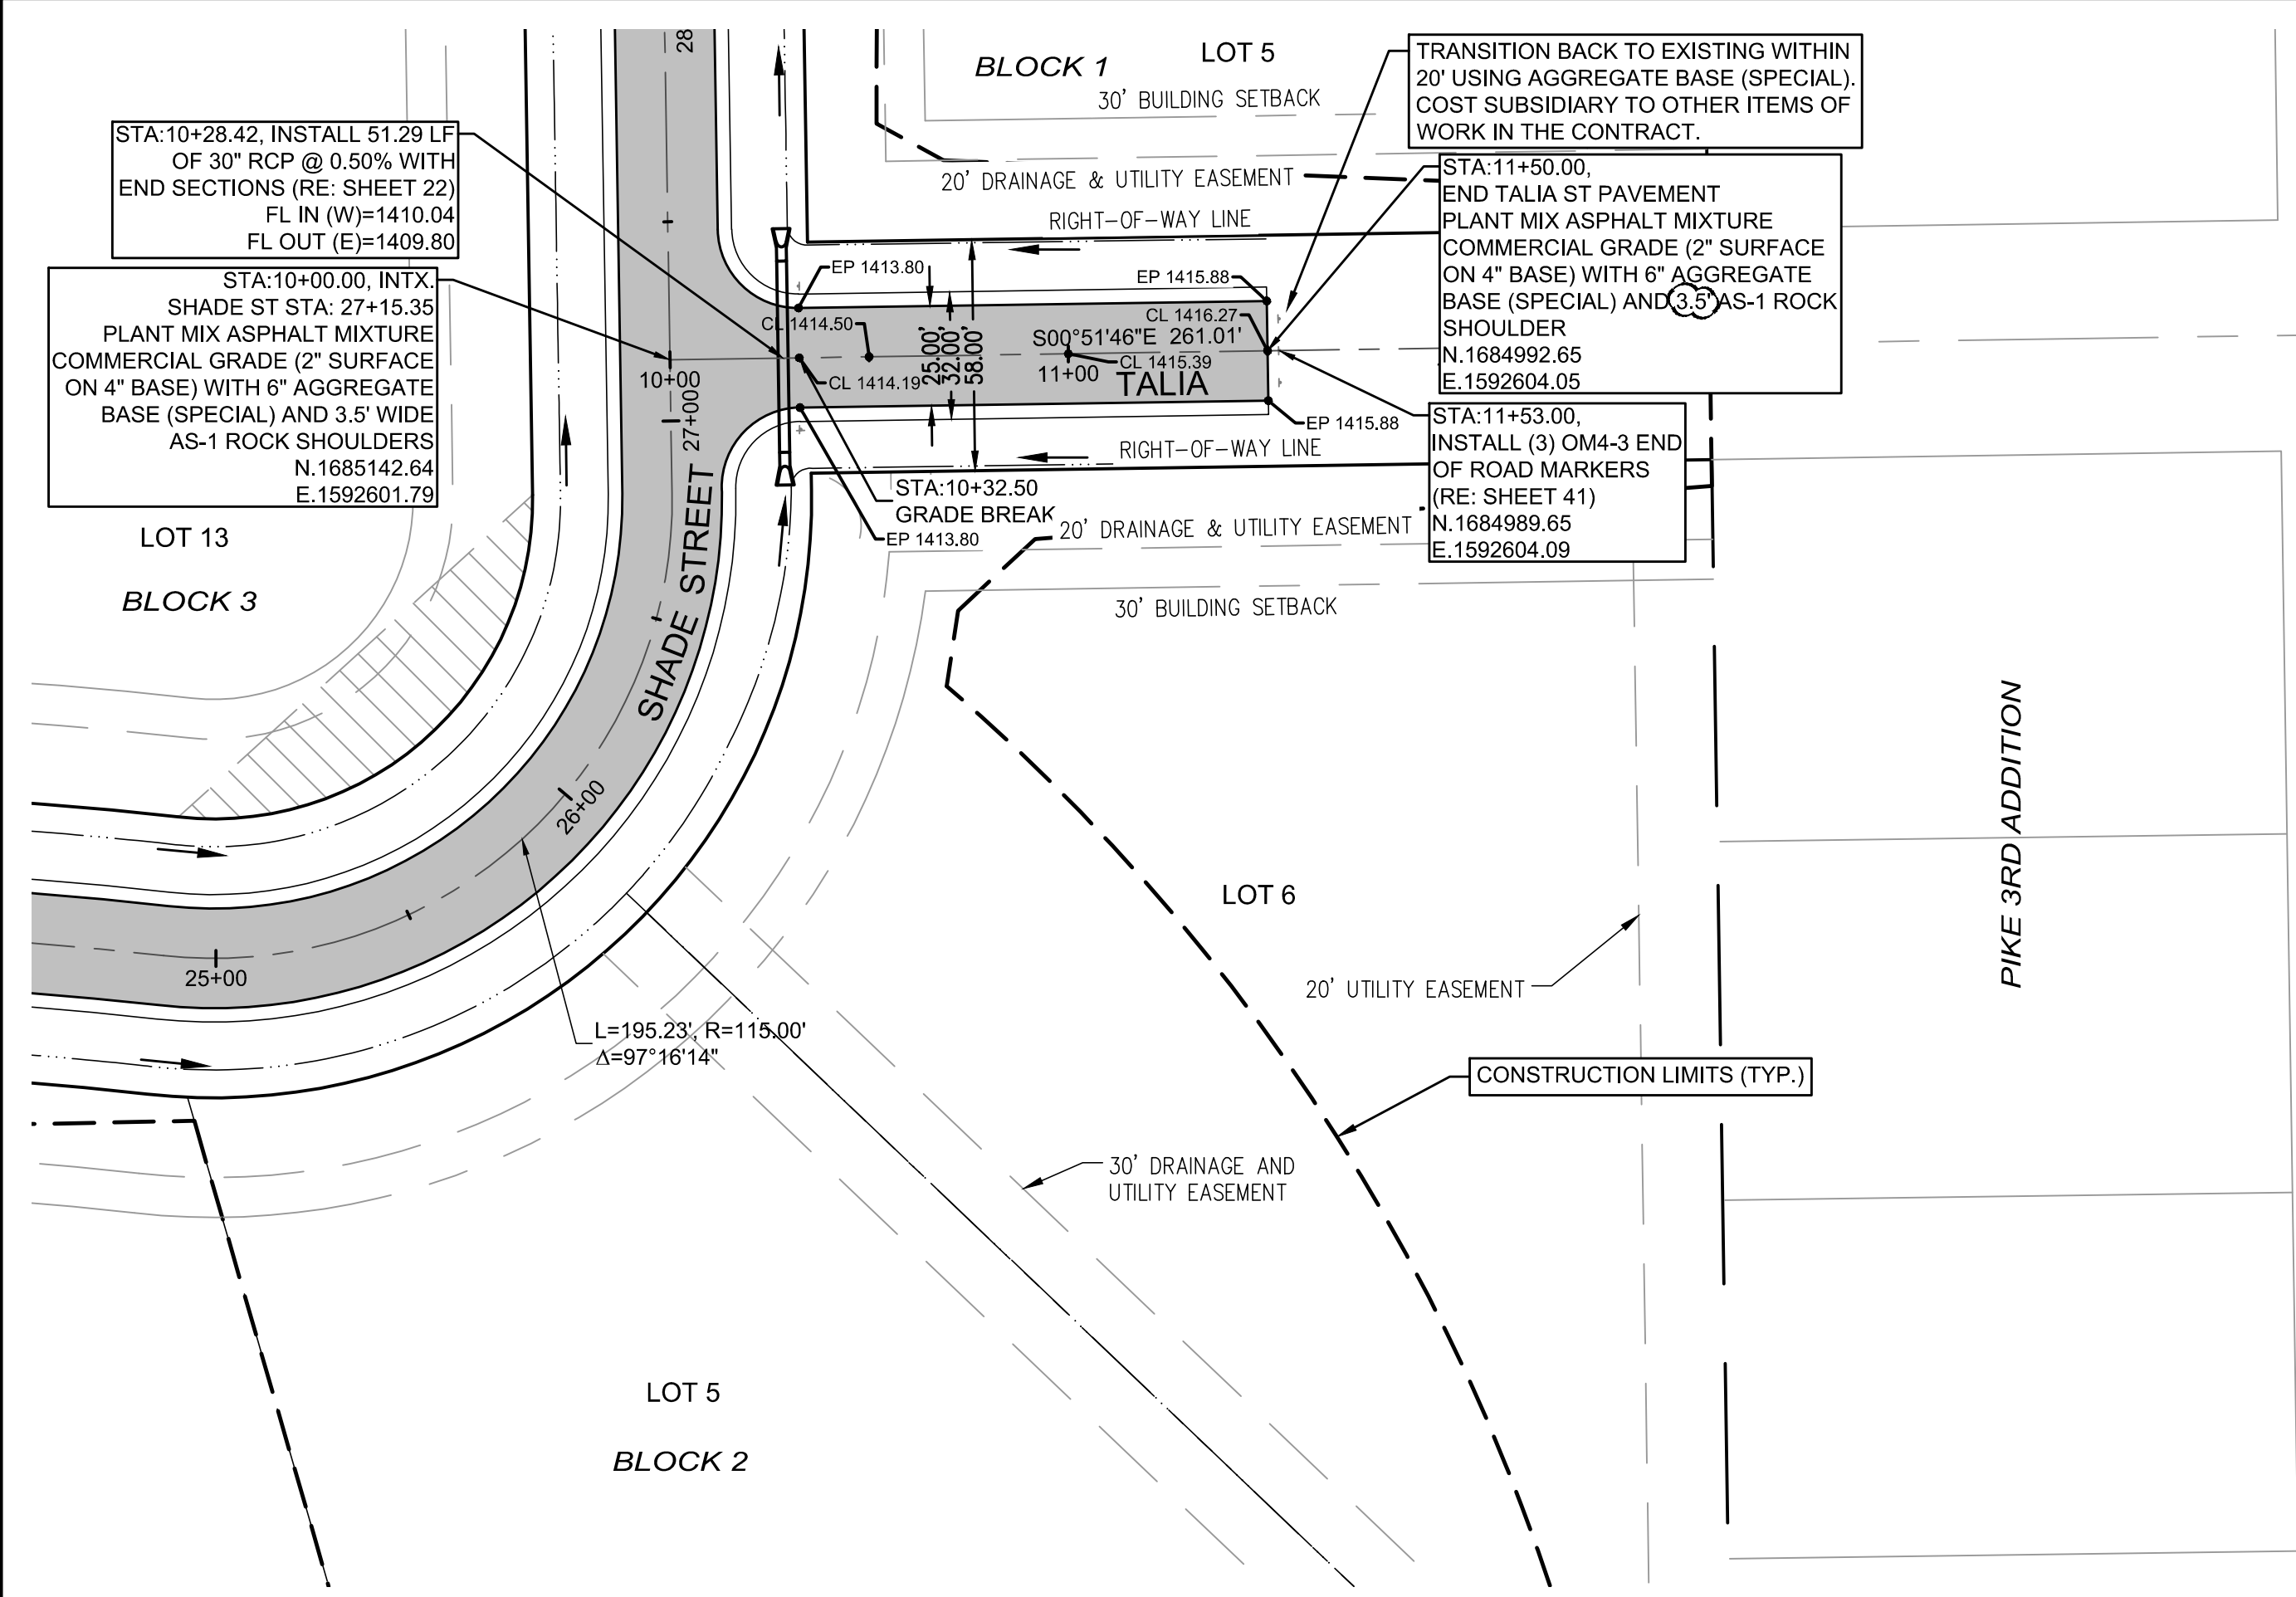 28
BLOCK 1
LOT 5
30' BUILDING SETBACK
20' DRAINAGE & UTILITY EASEMENT
RIGHT-OF-WAY LINE
TRANSITION BACK TO EXISTING WITHIN
20' USING AGGREGATE BASE (SPECIAL).
COST SUBSIDIARY TO OTHER ITEMS OF
WORK IN THE CONTRACT.
STA:10+28.42, INSTALL 51.29 LF
OF 30" RCP @ 0.50% WITH
END SECTIONS (RE: SHEET 22)
FL IN (W)=1410.04
FL OUT (E)=1409.80
STA:11+50.00,
END TALIA ST PAVEMENT
PLANT MIX ASPHALT MIXTURE
COMMERCIAL GRADE (2" SURFACE
ON 4" BASE) WITH 6" AGGREGATE
BASE (SPECIAL) AND 3.5' AS-1 ROCK
SHOULDER
N.1684992.65
E.1592604.05
STA:10+00.00, INTX.
SHADE ST STA: 27+15.35
PLANT MIX ASPHALT MIXTURE
COMMERCIAL GRADE (2" SURFACE
ON 4" BASE) WITH 6" AGGREGATE
BASE (SPECIAL) AND 3.5' WIDE
AS-1 ROCK SHOULDERS
N.1685142.64
E.1592601.79
EP 1413.80
EP 1415.88
CL 1414.50
CL 1416.27
S00°51'46"E 261.01'
25.00'
32.00'
58.00'
10+00
CL 1414.19
11+00
CL 1415.39
TALIA
27+00
EP 1415.88
RIGHT-OF-WAY LINE
STA:11+53.00,
INSTALL (3) OM4-3 END
OF ROAD MARKERS
(RE: SHEET 41)
N.1684989.65
E.1592604.09
STA:10+32.50
GRADE BREAK
EP 1413.80
20' DRAINAGE & UTILITY EASEMENT
30' BUILDING SETBACK
LOT 13
BLOCK 3
SHADE STREET
26+00
25+00
L=195.23', R=115.00'
Δ=97°16'14"
LOT 6
20' UTILITY EASEMENT
PIKE 3RD ADDITION
CONSTRUCTION LIMITS (TYP.)
30' DRAINAGE AND
UTILITY EASEMENT
LOT 5
BLOCK 2